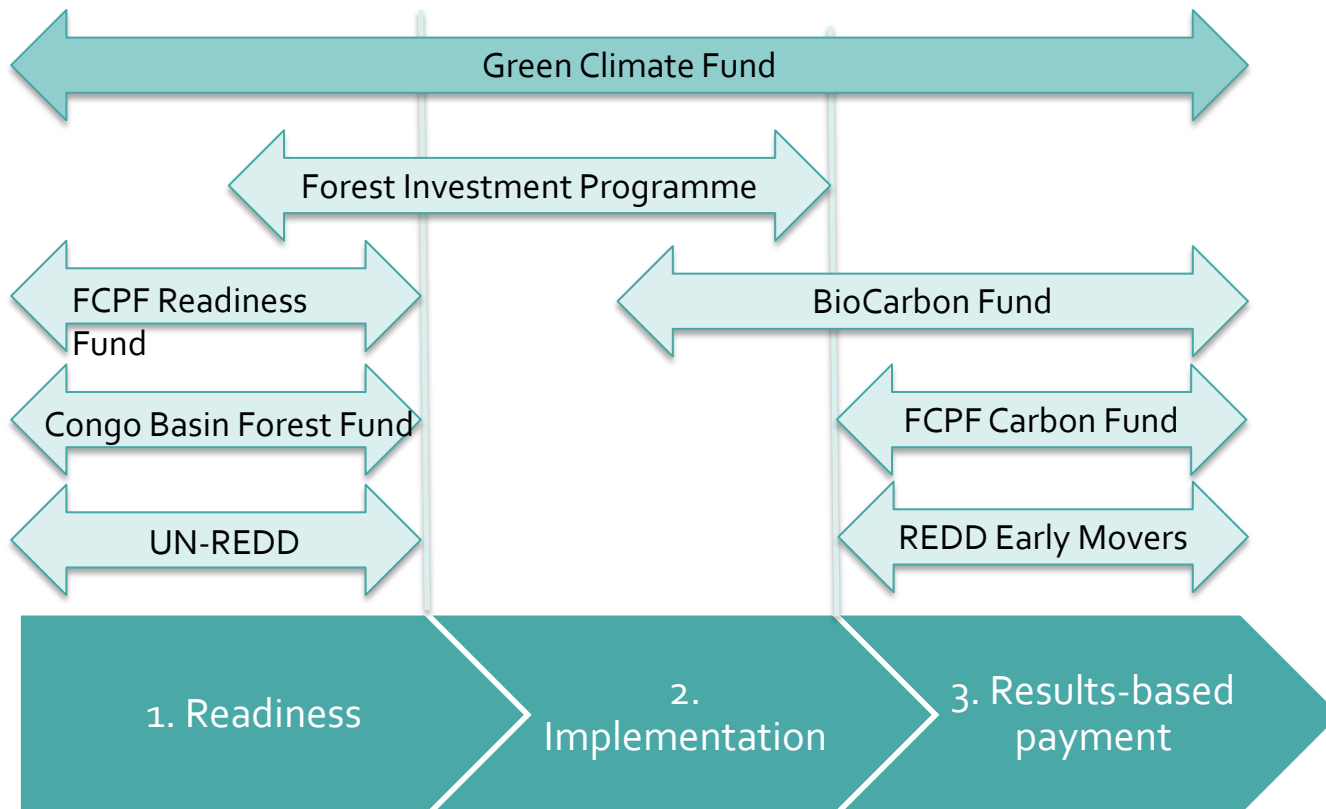 Green Climate Fund
Forest Investment Programme
FCPF Readiness
Fund
BioCarbon Fund
Congo Basin Forest Fund
FCPF Carbon Fund
UN-REDD
REDD Early Movers
1. Readiness
2.
Implementation
3. Results-based
payment